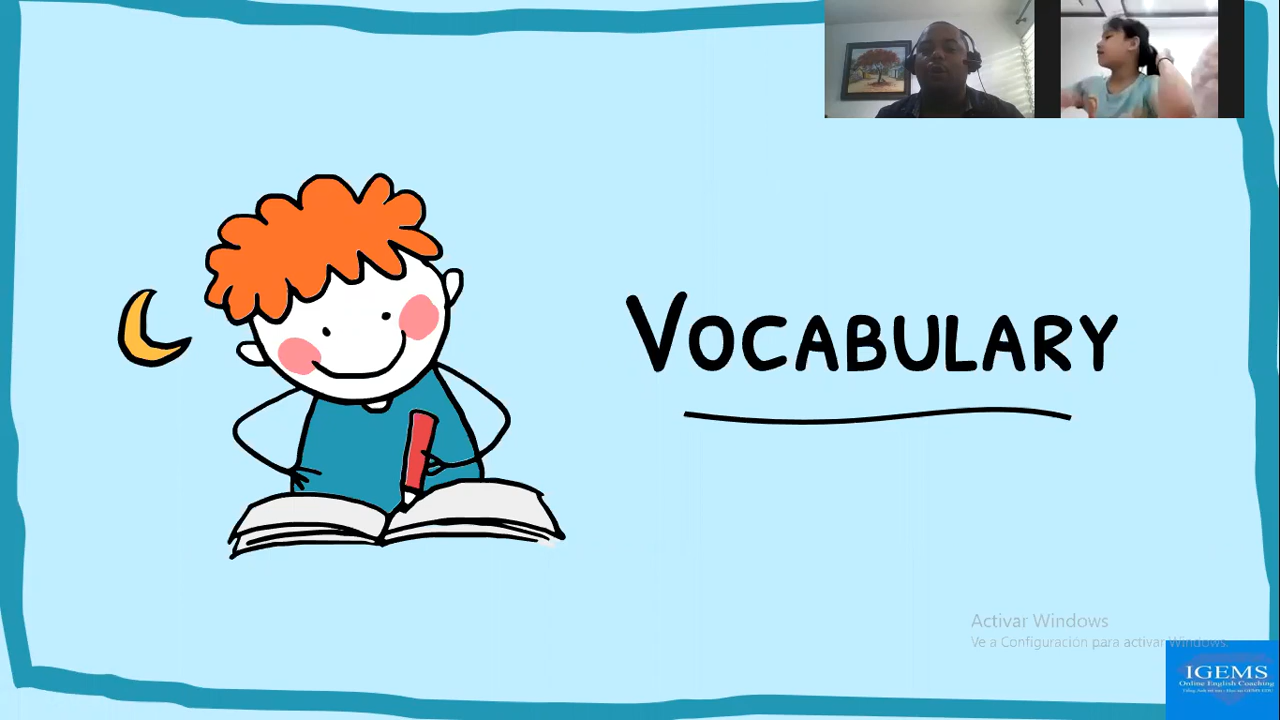 VOCABULARY
Activar Windows
Ve a Configuración para activar Windows.
IGEMS
Online English Coaching